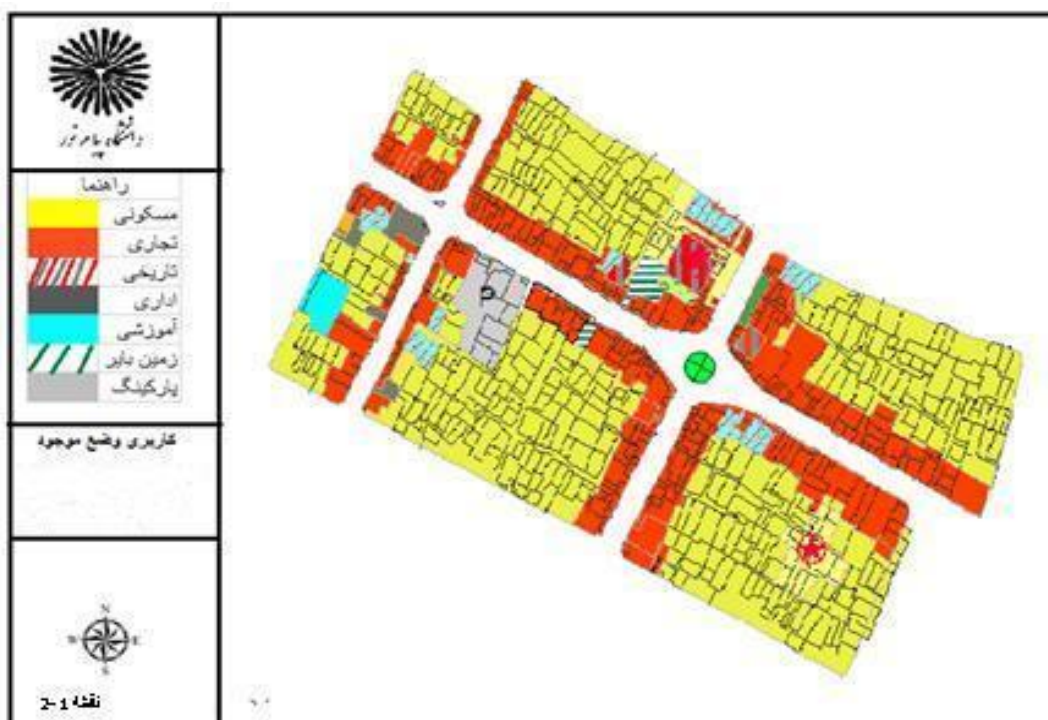 دانشگاه پیام نور
راهنما
مسکونی
تجاری
تاریخی
اداری
آموزشی
زمین بایر
پارکینگ
کاربری وضع موجود
N
W E
S
نقشه 1-2
P